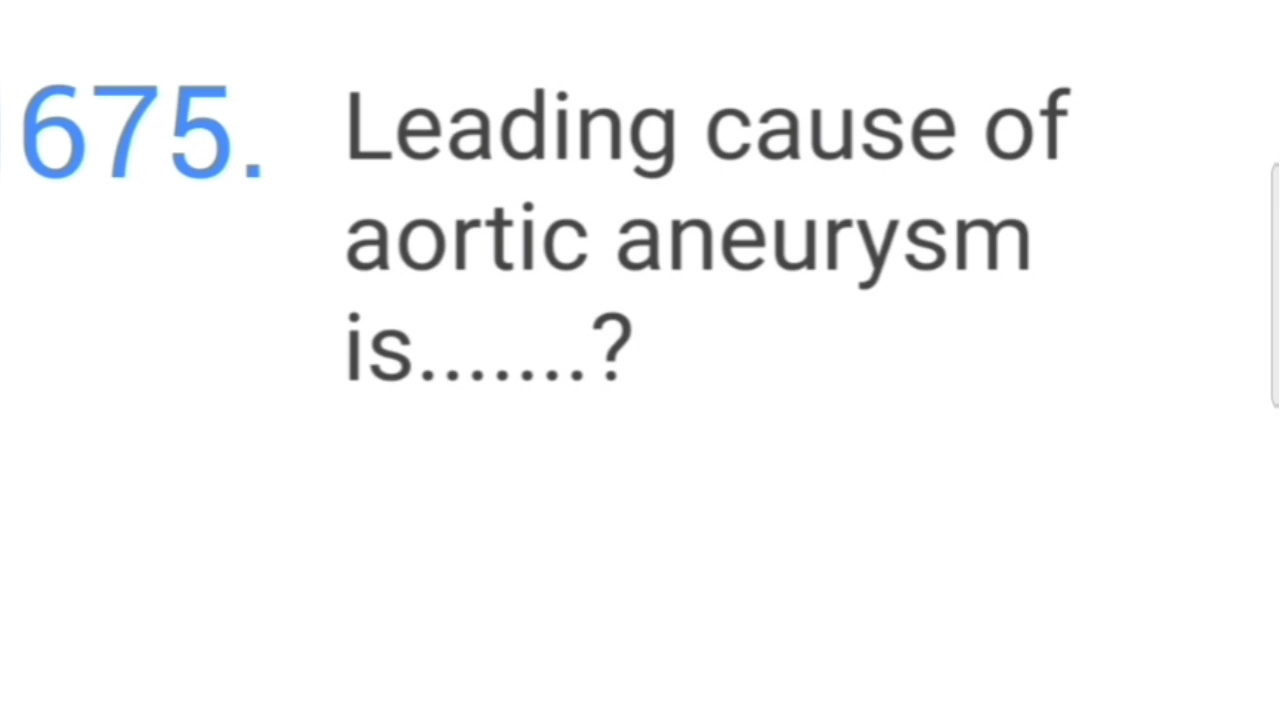 675. Leading cause of
aortic aneurysm
is.......?